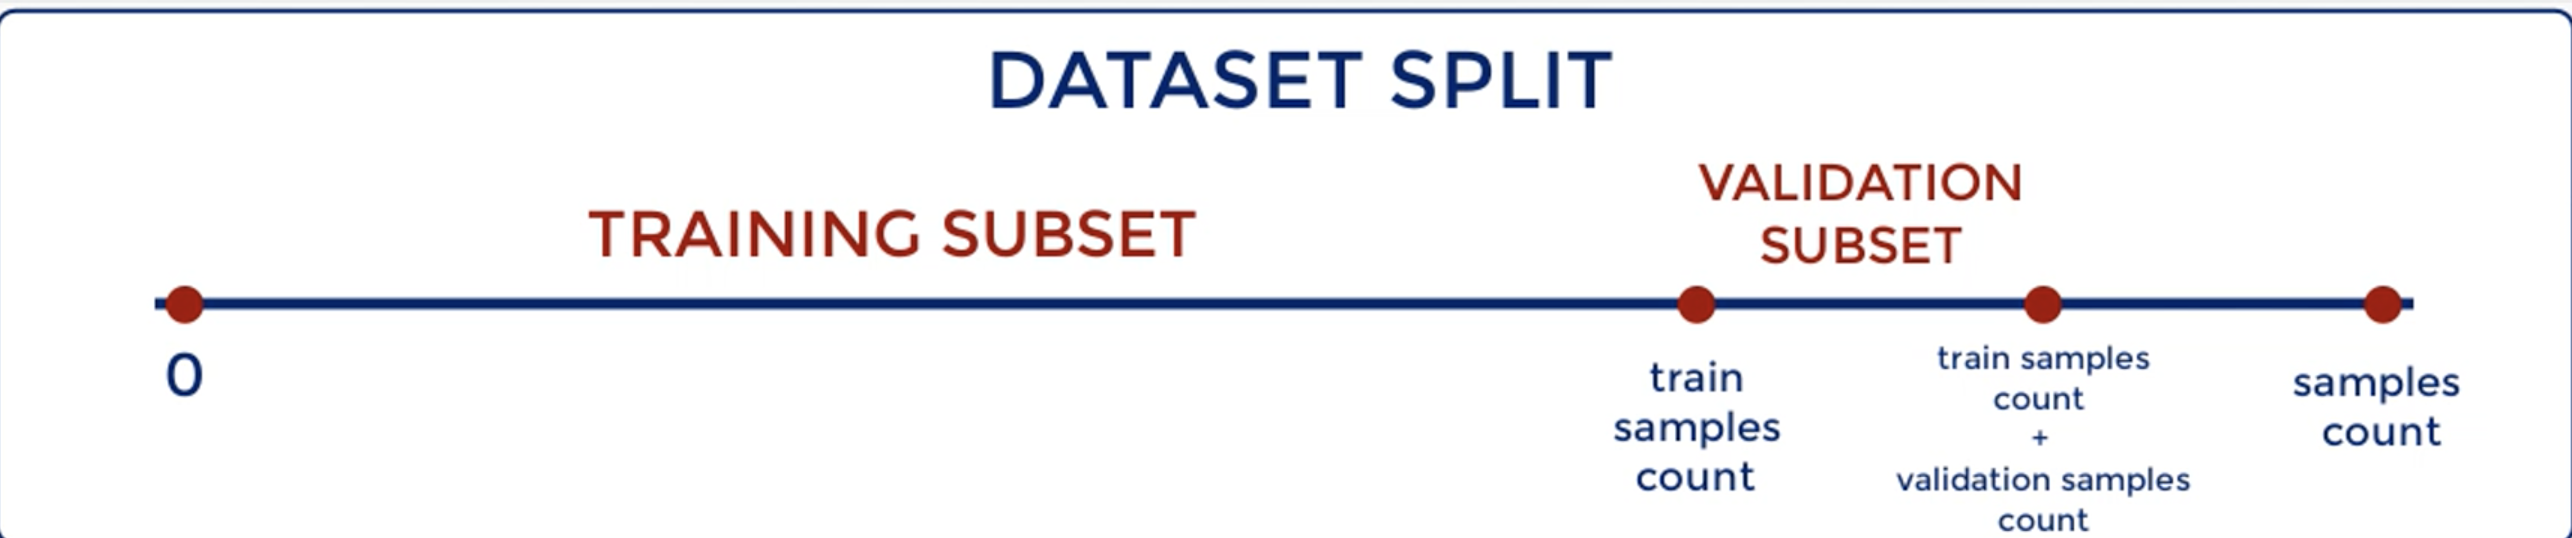 DATASET SPLIT
TRAINING SUBSET
VALIDATION
SUBSET
0
train
samples
count
train samples
count
+
validation samples
count
samples
count